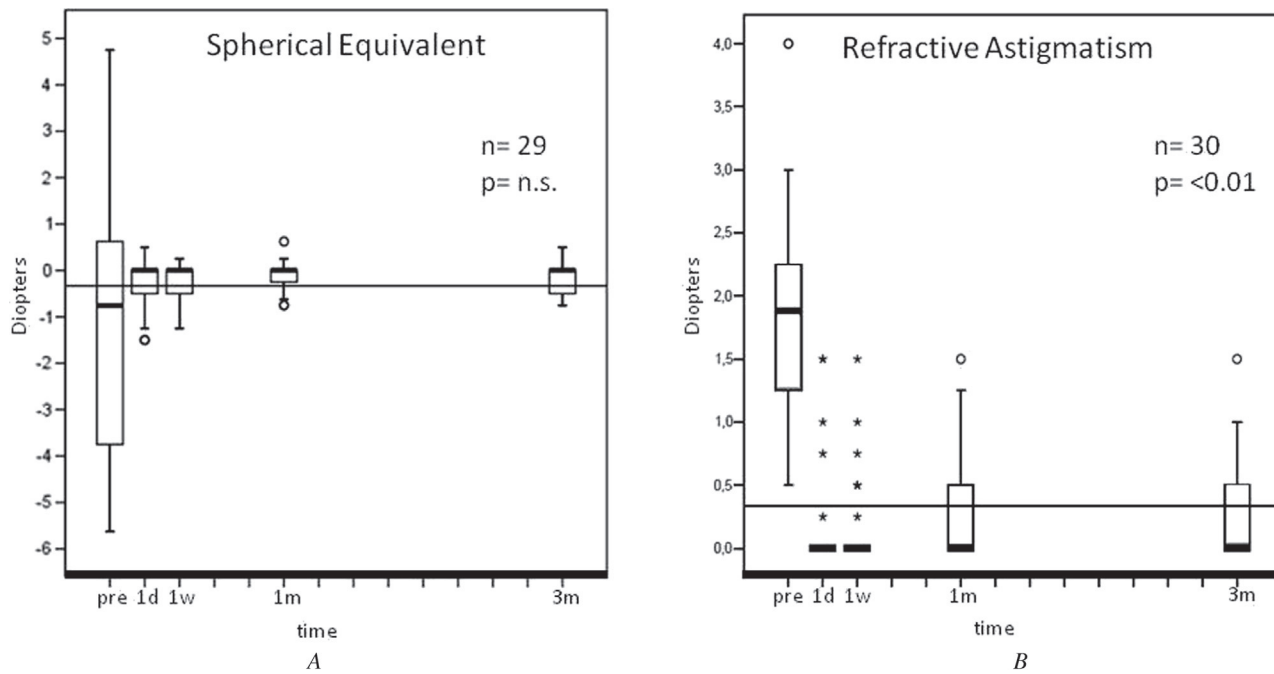 Spherical Equivalent
n= 29
p= n.s.
Diopters
5
4
3
2
1
0
-1
-2
-3
-4
-5
-6
pre 1d 1w 1m 3m
time
A
Refractive Astigmatism
n= 30
p= <0.01
Diopters
4,0
3,5
3,0
2,5
2,0
1,5
1,0
0,5
0,0
pre 1d 1w 1m 3m
time
B